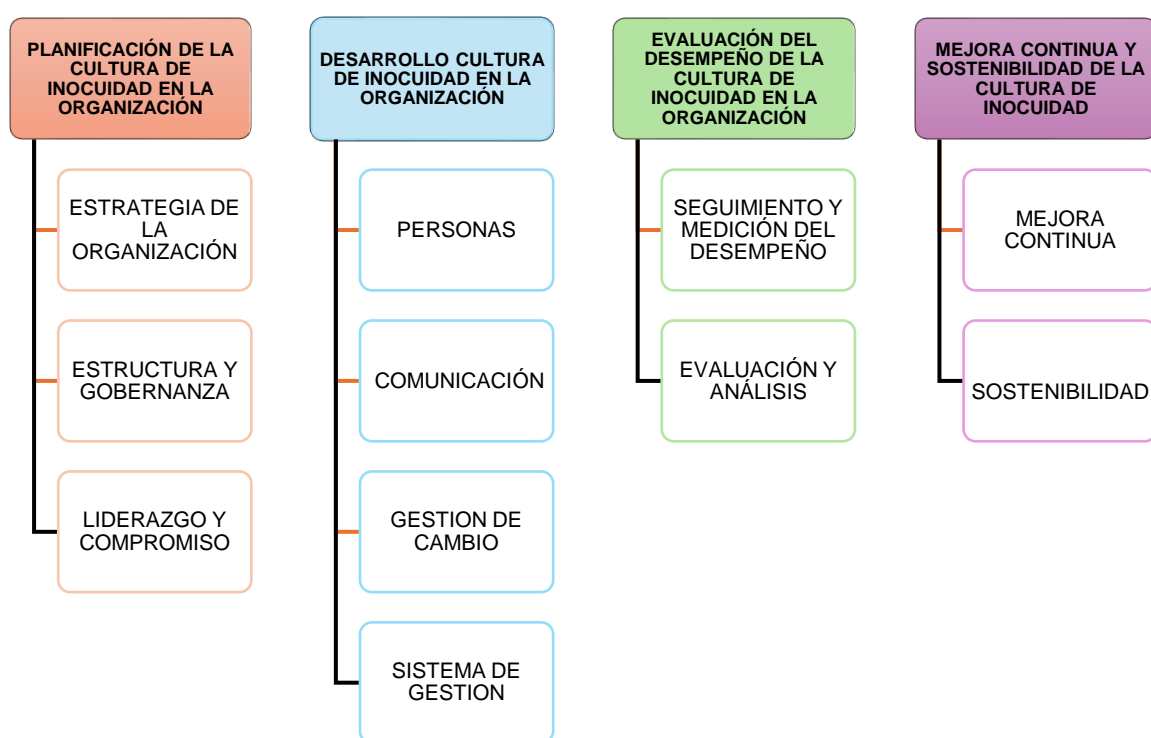 PLANIFICACIÓN DE LA
CULTURA DE
INOCUIDAD EN LA
ORGANIZACIÓN
ESTRATEGIA DE
LA
ORGANIZACIÓN
ESTRUCTURA Y
GOBERNANZA
LIDERAZGO Y
COMPROMISO
DESARROLLO CULTURA
DE INOCUIDAD EN LA
ORGANIZACIÓN
PERSONAS
COMUNICACIÓN
GESTION DE
CAMBIO
SISTEMA DE
GESTION
EVALUACIÓN DEL
DESEMPEÑO DE LA
CULTURA DE
INOCUIDAD EN LA
ORGANIZACIÓN
SEGUIMIENTO Y
MEDICIÓN DEL
DESEMPEÑO
EVALUACIÓN Y
ANÁLISIS
MEJORA CONTINUA Y
SOSTENIBILIDAD DE LA
CULTURA DE
INOCUIDAD
MEJORA
CONTINUA
SOSTENIBILIDAD